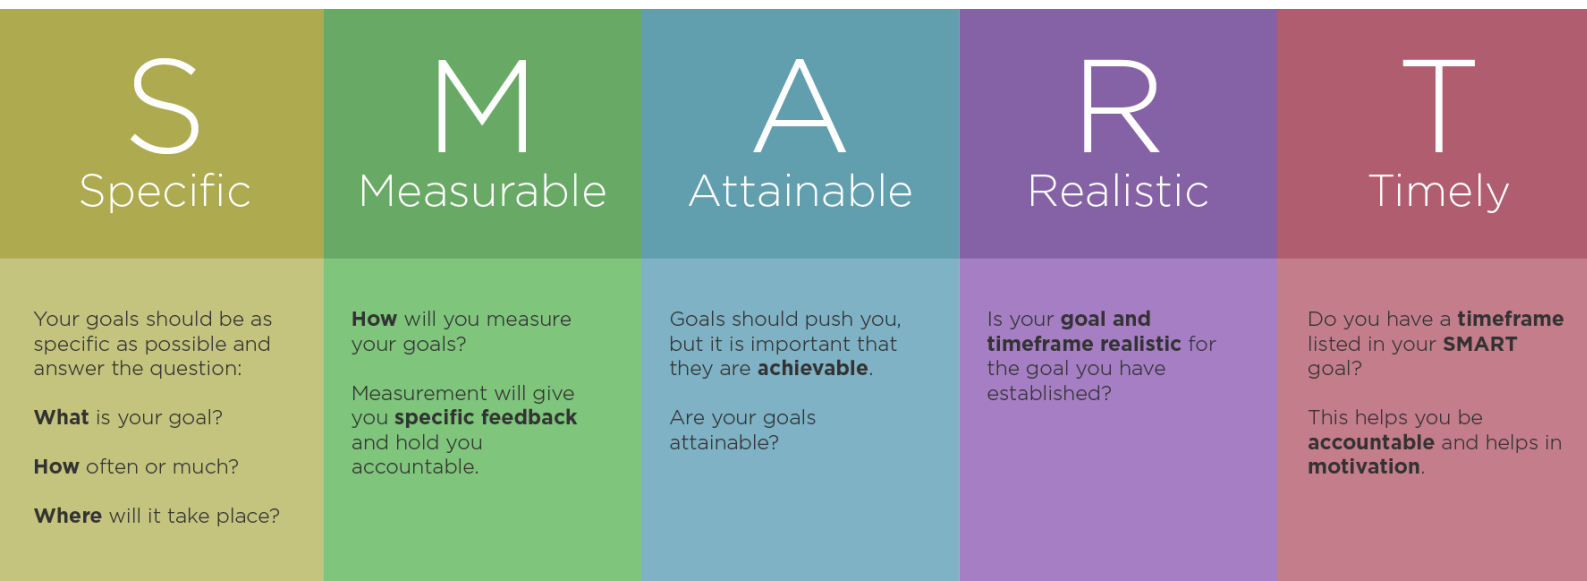 S
Specific
Your goals should be as
specific as possible and
answer the question:
What is your goal?
How often or much?
Where will it take place?
M
Measurable
How will you measure
your goals?
Measurement will give
you specific feedback
and hold you
accountable.
A
Attainable
Goals should push you,
but it is important that
they are achievable.
Are your goals
attainable?
R
Realistic
Is your goal and
timeframe realistic for
the goal you have
established?
T
Timely
Do you have a timeframe
listed in your SMART
goal?
This helps you be
accountable and helps in
motivation.